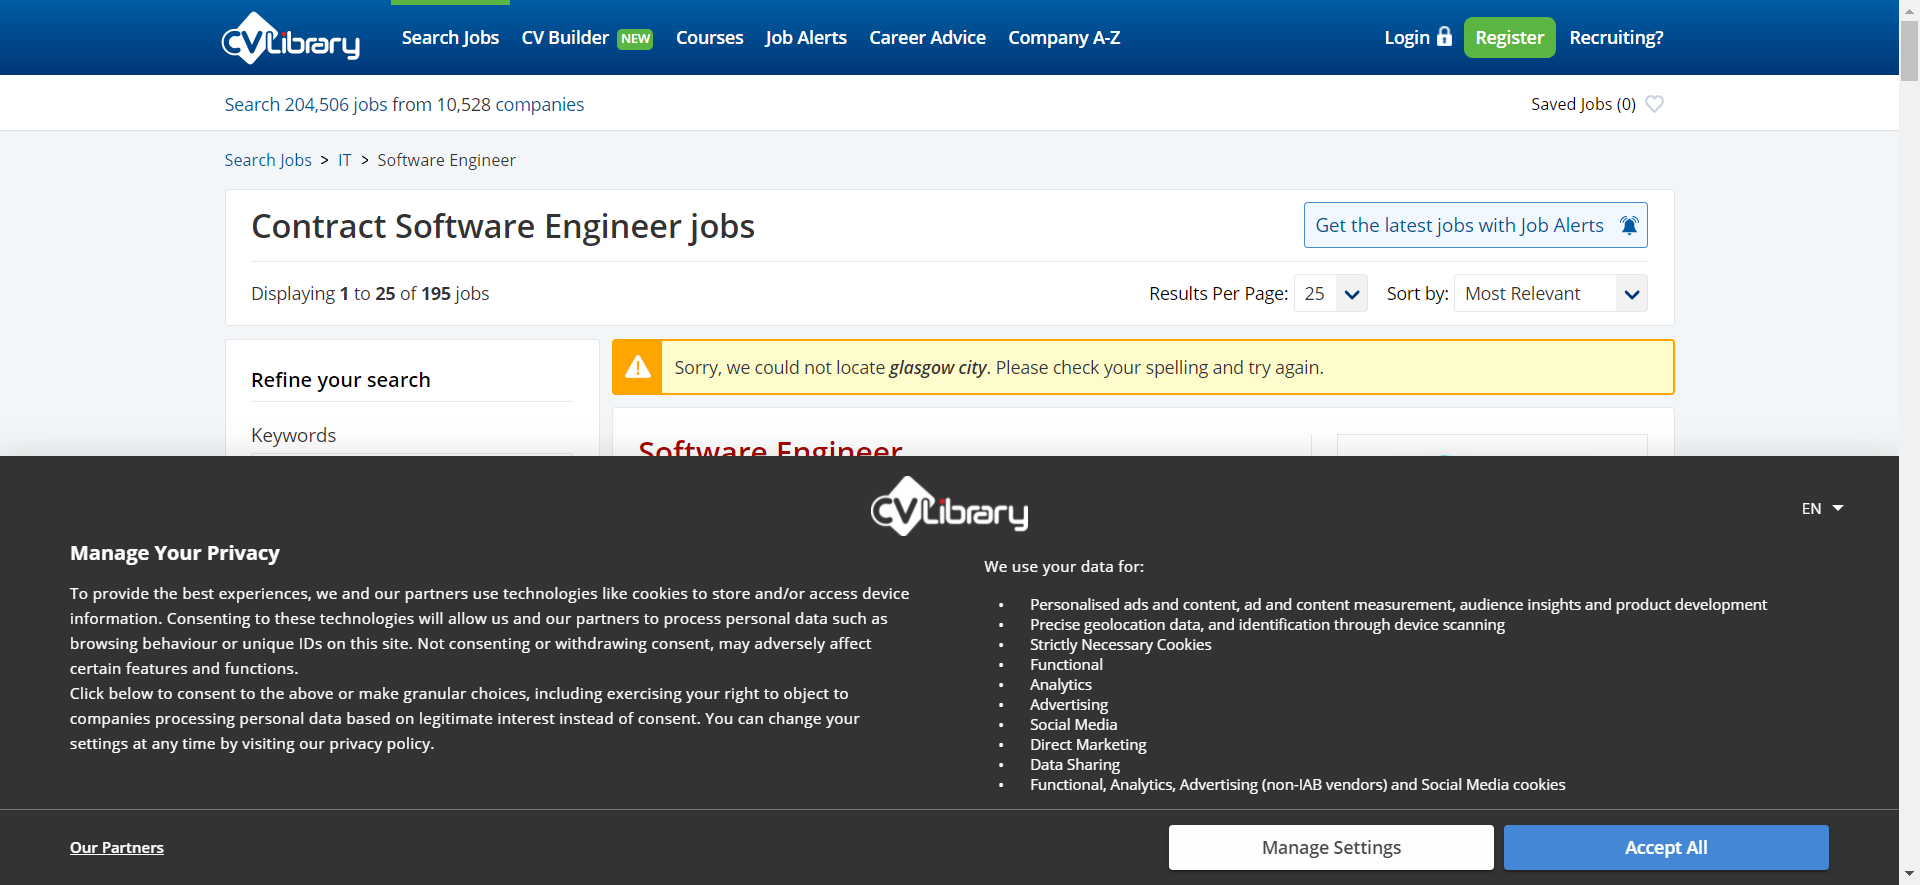 CVLibrary Search Jobs CV Builder NEW Courses Job Alerts Career Advice Company A-Z Login Register Recruiting?
Search 204,506 jobs from 10,528 companies Saved Jobs (0)
Search Jobs > IT > Software Engineer
Contract Software Engineer jobs Get the latest jobs with Job Alerts
Displaying 1 to 25 of 195 jobs Results Per Page: 25 Sort by: Most Relevant
Refine your search
Sorry, we could not locate glasgow city. Please check your spelling and try again.
Keywords
Software Engineer
CVLibrary
EN
Manage Your Privacy
To provide the best experiences, we and our partners use technologies like cookies to store and/or access device
information. Consenting to these technologies will allow us and our partners to process personal data such as
browsing behaviour or unique IDs on this site. Not consenting or withdrawing consent, may adversely affect
certain features and functions.
Click below to consent to the above or make granular choices, including exercising your right to object to
companies processing personal data based on legitimate interest instead of consent. You can change your
settings at any time by visiting our privacy policy.
We use your data for:
• Personalised ads and content, ad and content measurement, audience insights and product development
• Precise geolocation data, and identification through device scanning
• Strictly Necessary Cookies
• Functional
• Analytics
• Advertising
• Social Media
• Direct Marketing
• Data Sharing
• Functional, Analytics, Advertising (non-IAB vendors) and Social Media cookies
Our Partners Manage Settings Accept All